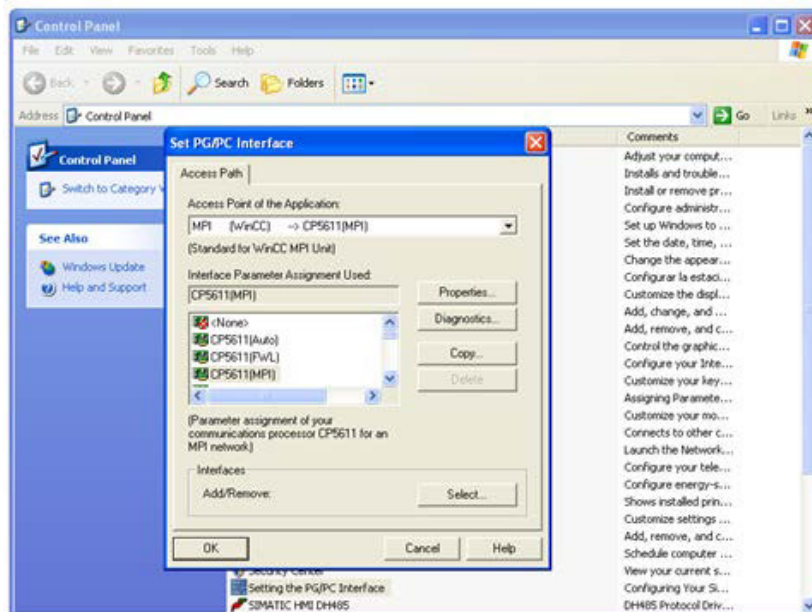 Control Panel
File Edit View Favorites Tools Help
Back Search Folders
Address Control Panel Go Links »
Control Panel
Switch to Category V
See Also
Windows Update
Help and Support
Set PG/PC Interface
Access Path
Access Point of the Application:
MPI (WinCC) --> CP5611(MPI)
(Standard for WinCC MPI Unit)
Interface Parameter Assignment Used:
CP5611(MPI)
Properties...
<None>
Diagnostics...
CP5611(Auto)
CP5611(FWL)
Copy...
CP5611(MPI)
Delete
(Parameter assignment of your
communications processor CP5611 for an
MPI network)
Interfaces
Add/Remove:
Select...
OK Cancel Help
Comments
Adjust your comput...
Installs and trouble...
Install or remove pr...
Configure administr...
Set up Windows to ...
Set the date, time, ...
Change the appear...
Configurar la estaci...
Customize the displ...
Add, change, and ...
Add, remove, and c...
Control the graphic...
Configure your Inte...
Customize your key...
Assigning Paramete...
Customize your mo...
Connects to other c...
Launch the Network...
Configure your tele...
Configure energy-s...
Shows installed prin...
Customize settings ...
Add, remove, and c...
Schedule computer ...
Security Center View your current s...
Setting the PG/PC Interface Configuring Your Si...
SIMATIC HMI DH485 DH485 Protocol Driv...